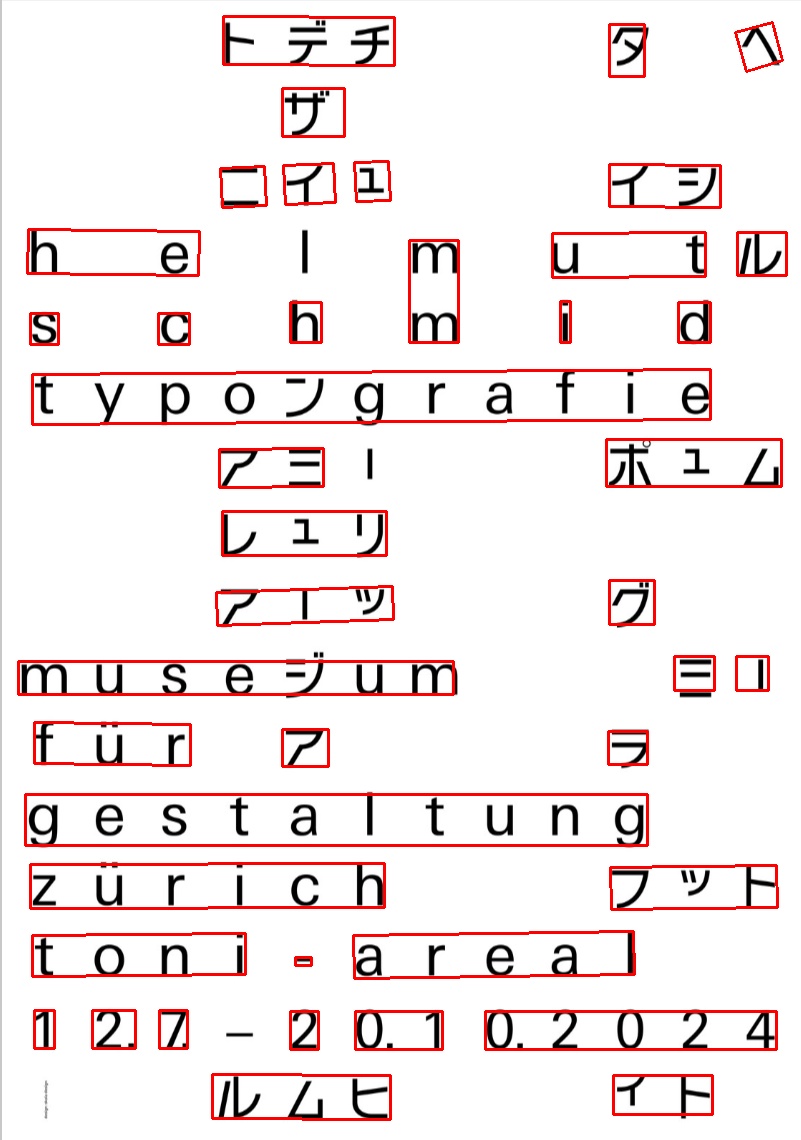 ト デ チ タ ヘ
ザ
ニ イ ュ イ シ
h e l m u t ル
s c h m i d
t y p o ン g r a f i e
ア ミ ー ポ ュ ム
レ ュ リ
ア ー ッ グ
m u s e ジ u m ミ ー
f ü r ア ラ
g e s t a l t u n g
z ü r i c h フ ッ ト
t o n i - a r e a l
1 2. 7. – 2 0. 1 0. 2 0 2 4
ル ム ヒ ィ ト